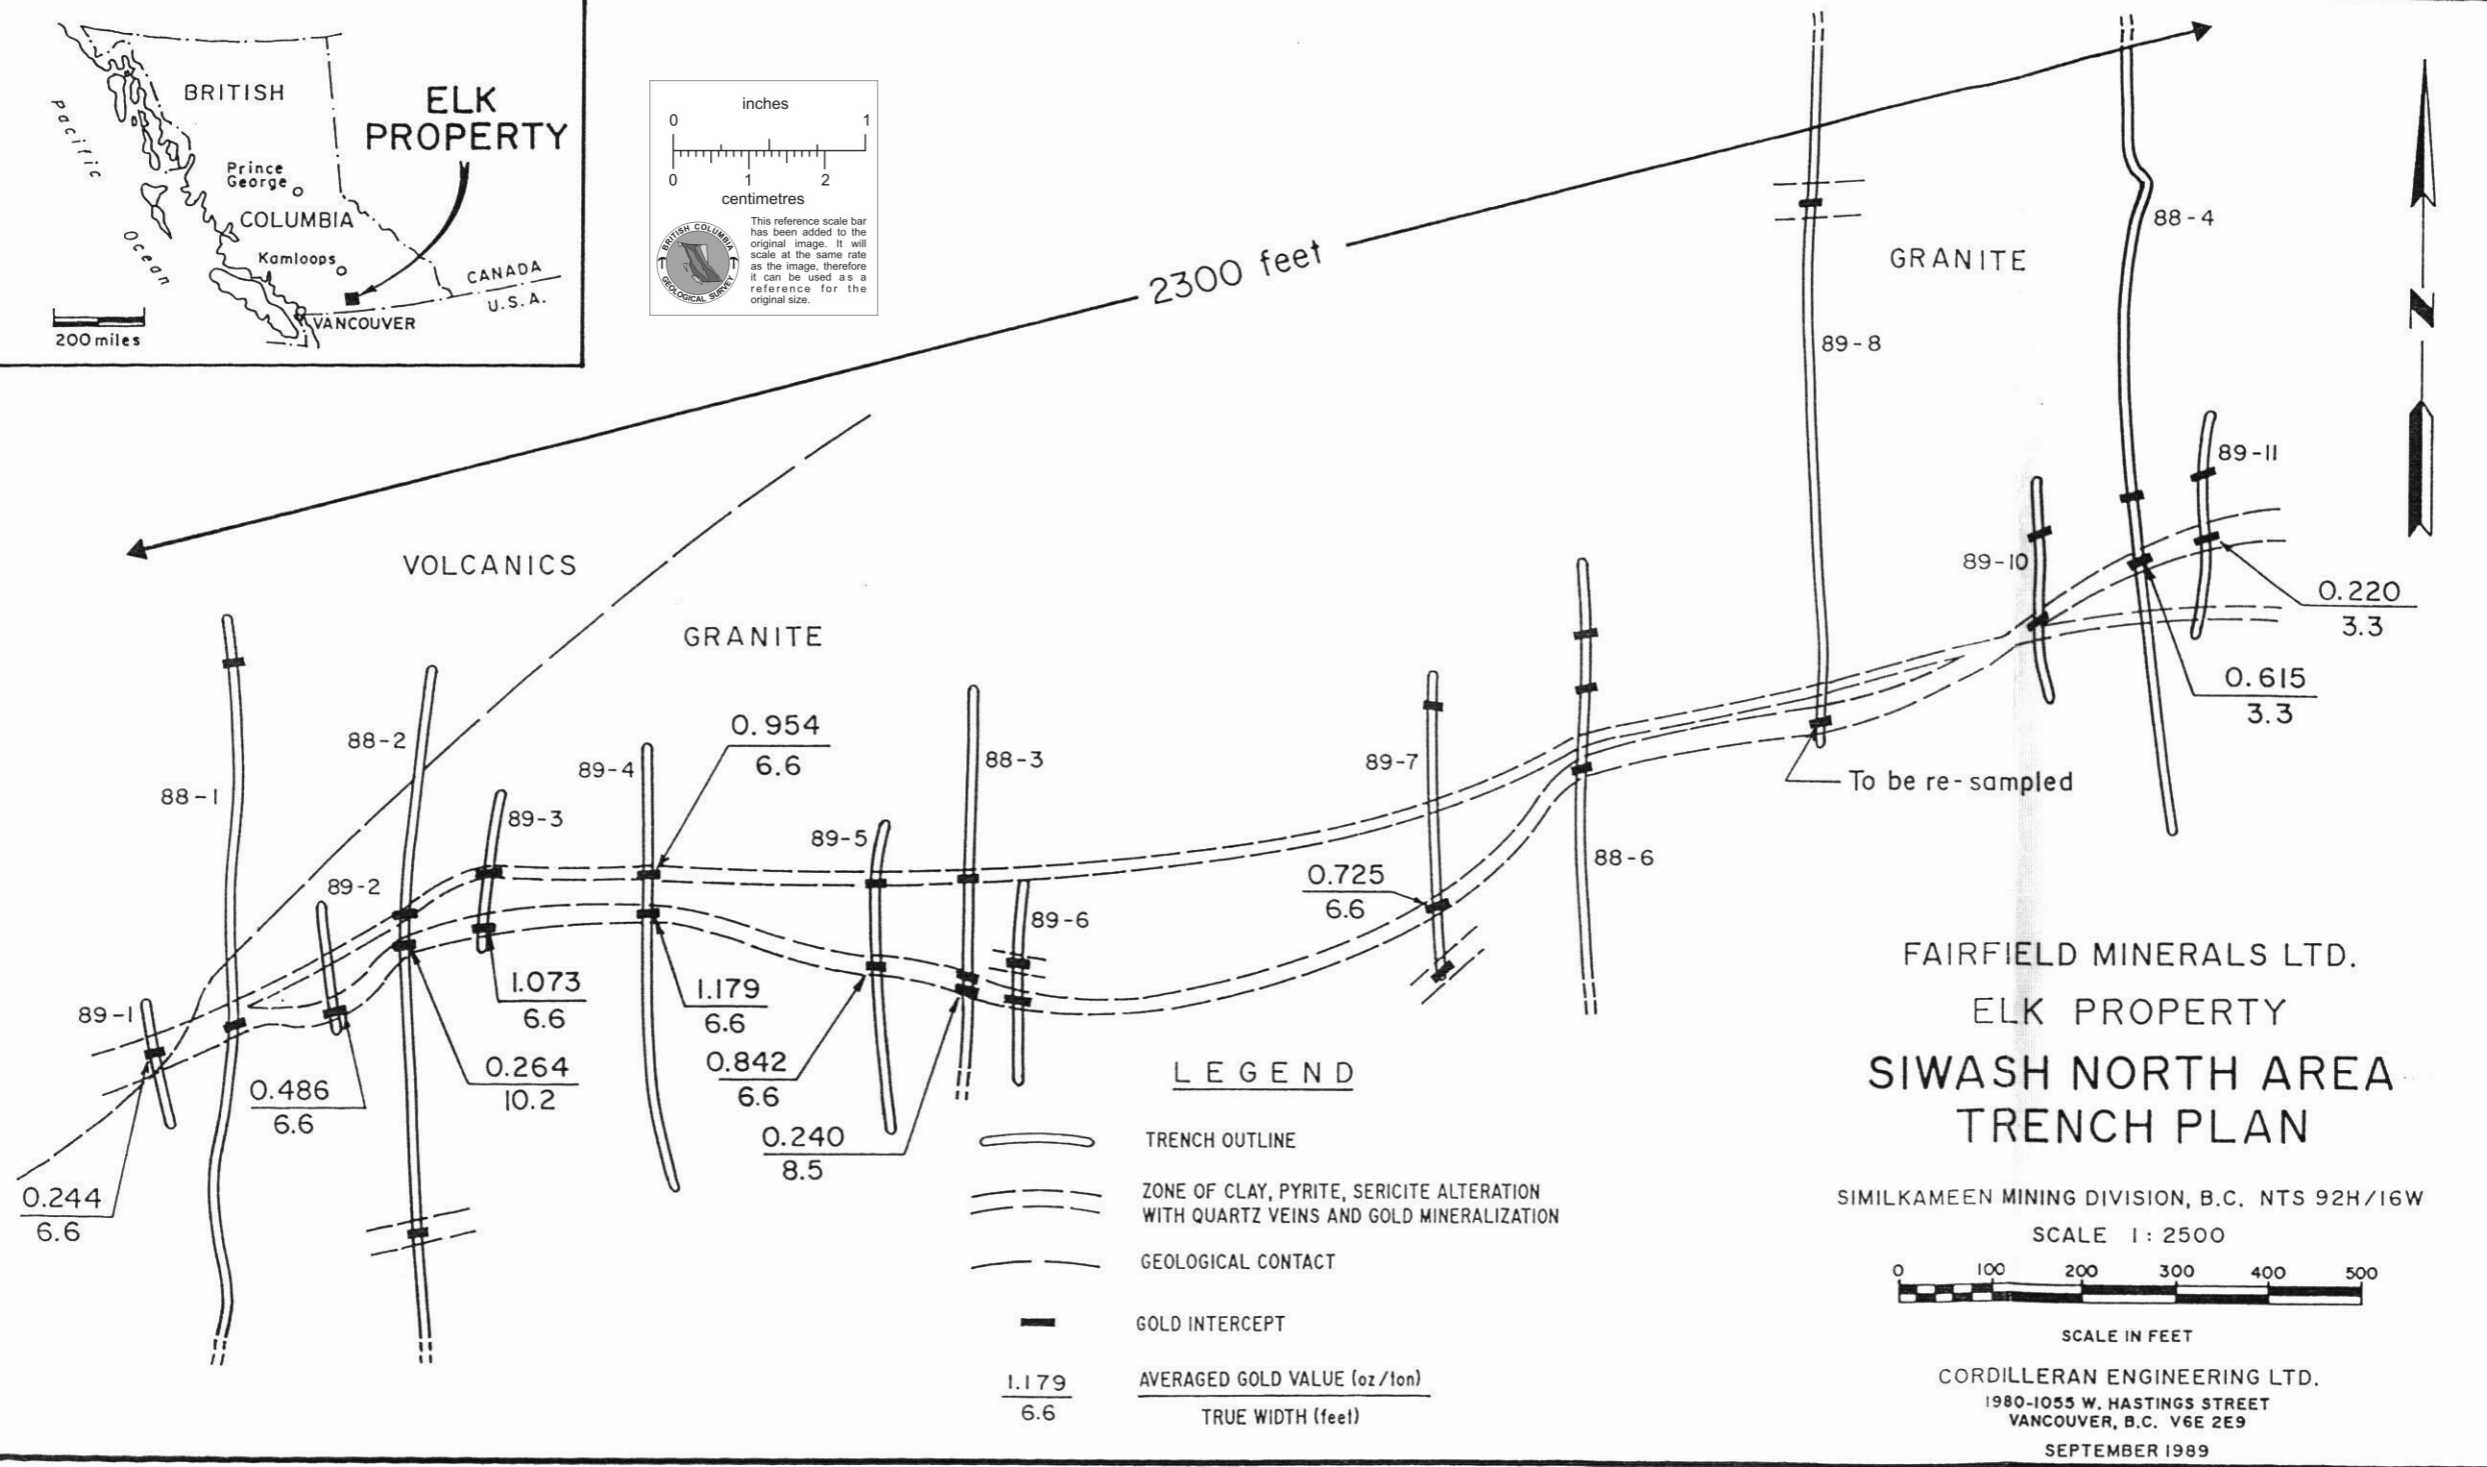 BRITISH
COLUMBIA
ELK
PROPERTY
Pacific
Ocean
Prince
George
Kamloops
VANCOUVER
CANADA
U.S.A.
200 miles
inches
0 1
0 1 2
centimetres
This reference scale bar
has been added to the
original image. It will
scale at the same rate
as the image, therefore
it can be used as a
reference for the
original size.
BRITISH COLUMBIA
GEOLOGICAL SURVEY
2300 feet
N
VOLCANICS
GRANITE
GRANITE
88-4
89-8
89-11
89-10
0.220
3.3
0.615
3.3
To be re-sampled
88-1
88-2
89-3
89-4
0.954
6.6
88-3
89-5
89-7
88-6
89-2
89-6
0.725
6.6
89-1
1.073
6.6
1.179
6.6
0.264
10.2
0.842
6.6
0.486
6.6
0.240
8.5
0.244
6.6
LEGEND
TRENCH OUTLINE
ZONE OF CLAY, PYRITE, SERICITE ALTERATION
WITH QUARTZ VEINS AND GOLD MINERALIZATION
GEOLOGICAL CONTACT
GOLD INTERCEPT
1.179
6.6
AVERAGED GOLD VALUE (oz/ton)
TRUE WIDTH (feet)
FAIRFIELD MINERALS LTD.
ELK PROPERTY
SIWASH NORTH AREA
TRENCH PLAN
SIMILKAMEEN MINING DIVISION, B.C. NTS 92H/16W
SCALE 1:2500
0 100 200 300 400 500
SCALE IN FEET
CORDILLERAN ENGINEERING LTD.
1980-1055 W. HASTINGS STREET
VANCOUVER, B.C. V6E 2E9
SEPTEMBER 1989